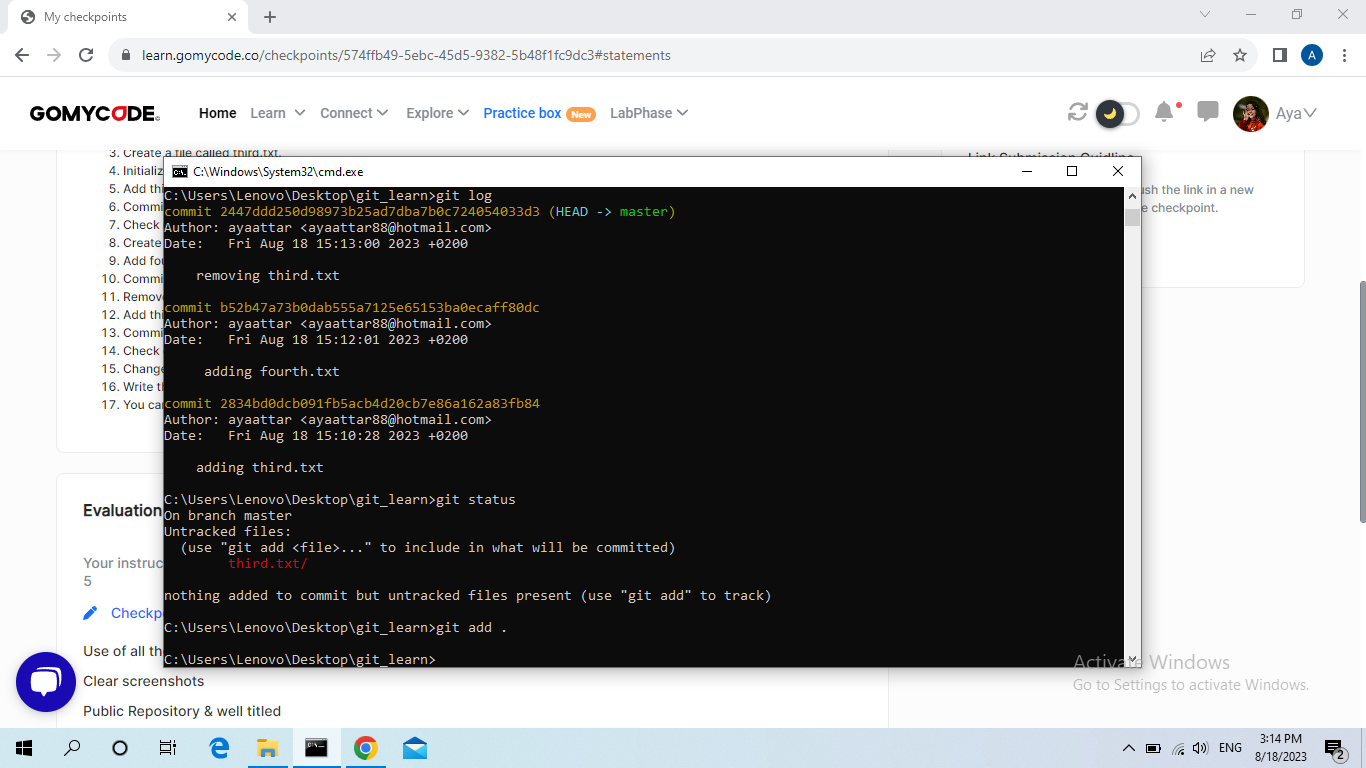 My checkpoints
learn.gomycode.co/checkpoints/574ffb49-5ebc-45d5-9382-5b48f1fc9dc3#statements
A
GOMYCODE
Home
Learn
Connect
Explore
Practice box New
LabPhase
Aya
3. Create a file called third.txt.
4. Initializ
5. Add thi
6. Commi
7. Check
8. Create
9. Add fou
10. Commi
11. Remov
12. Add thi
13. Commi
14. Check
15. Change
16. Write th
17. You ca
Link Submission Guidline
ush the link in a new
e checkpoint.
C:\Windows\System32\cmd.exe
C:\Users\Lenovo\Desktop\git_learn>git log
commit 2447ddd250d98973b25ad7dba7b0c724054033d3 (HEAD -> master)
Author: ayaattar <ayaattar88@hotmail.com>
Date:   Fri Aug 18 15:13:00 2023 +0200
removing third.txt
commit b52b47a73b0dab555a7125e65153ba0ecaff80dc
Author: ayaattar <ayaattar88@hotmail.com>
Date:   Fri Aug 18 15:12:01 2023 +0200
adding fourth.txt
commit 2834bd0dcb091fb5acb4d20cb7e86a162a83fb84
Author: ayaattar <ayaattar88@hotmail.com>
Date:   Fri Aug 18 15:10:28 2023 +0200
adding third.txt
C:\Users\Lenovo\Desktop\git_learn>git status
On branch master
Untracked files:
(use "git add <file>..." to include in what will be committed)
third.txt/
nothing added to commit but untracked files present (use "git add" to track)
C:\Users\Lenovo\Desktop\git_learn>git add .
C:\Users\Lenovo\Desktop\git_learn>
Evaluation
Your instruc
5
Checkp
Use of all th
Clear screenshots
Public Repository & well titled
Activate Windows
Go to Settings to activate Windows.
ENG
3:14 PM
8/18/2023
2